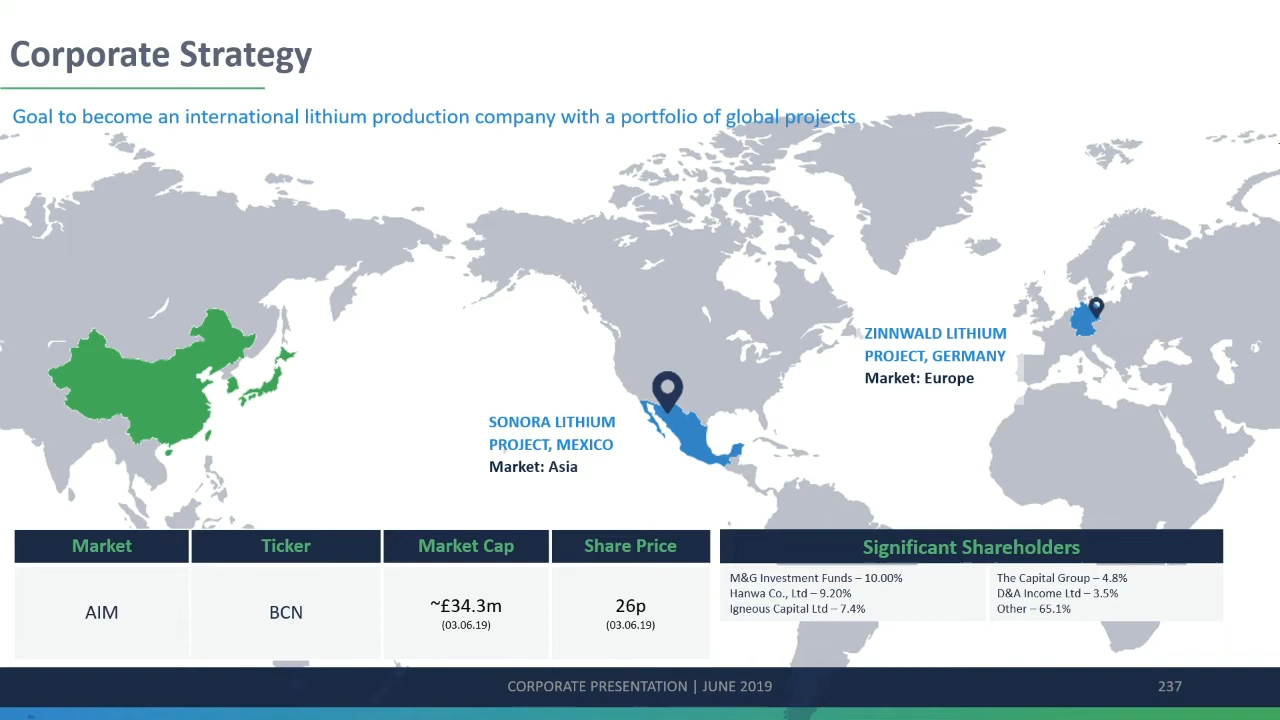 Corporate Strategy
Goal to become an international lithium production company with a portfolio of global projects
ZINNWALD LITHIUM
PROJECT, GERMANY
Market: Europe
SONORA LITHIUM
PROJECT, MEXICO
Market: Asia
Market Ticker Market Cap Share Price
AIM BCN ~£34.3m 26p
(03.06.19) (03.06.19)
Significant Shareholders
M&G Investment Funds – 10.00% The Capital Group – 4.8%
Hanwa Co., Ltd – 9.20% D&A Income Ltd – 3.5%
Igneous Capital Ltd – 7.4% Other – 65.1%
CORPORATE PRESENTATION | JUNE 2019 237